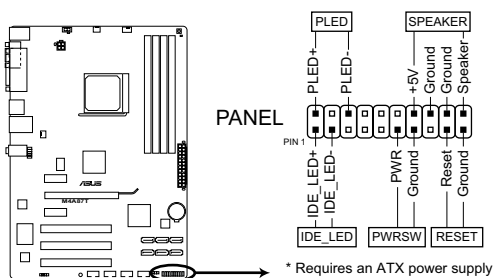 PLED
SPEAKER
PLED+
PLED-
+5V
Ground
Ground
Speaker
PANEL
PIN 1
IDE_LED+
IDE_LED-
PWR
Ground
Reset
Ground
IDE_LED
PWRSW
RESET
ASUS
M4A87T
* Requires an ATX power supply